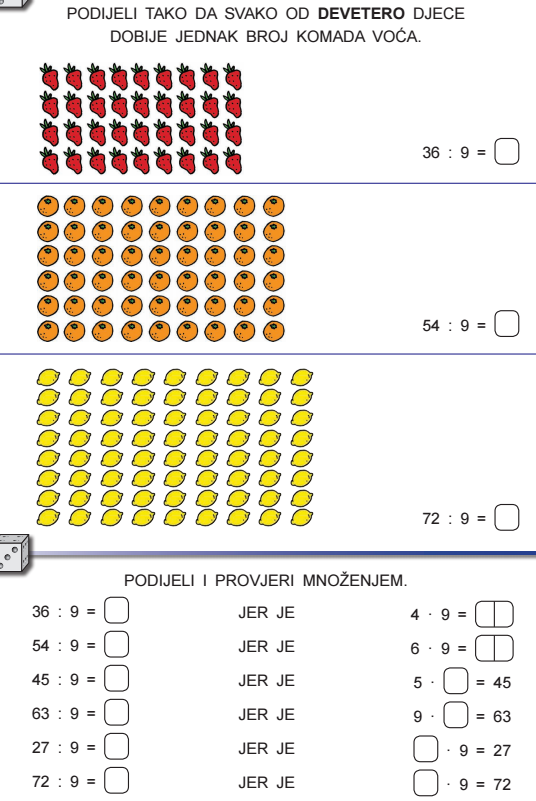 PODIJELI TAKO DA SVAKO OD DEVETERO DJECE
DOBIJE JEDNAK BROJ KOMADA VOĆA.
36 : 9 =
54 : 9 =
72 : 9 =
PODIJELI I PROVJERI MNOŽENJEM.
36 : 9 = JER JE 4 · 9 =
54 : 9 = JER JE 6 · 9 =
45 : 9 = JER JE 5 · = 45
63 : 9 = JER JE 9 · = 63
27 : 9 = JER JE · 9 = 27
72 : 9 = JER JE · 9 = 72